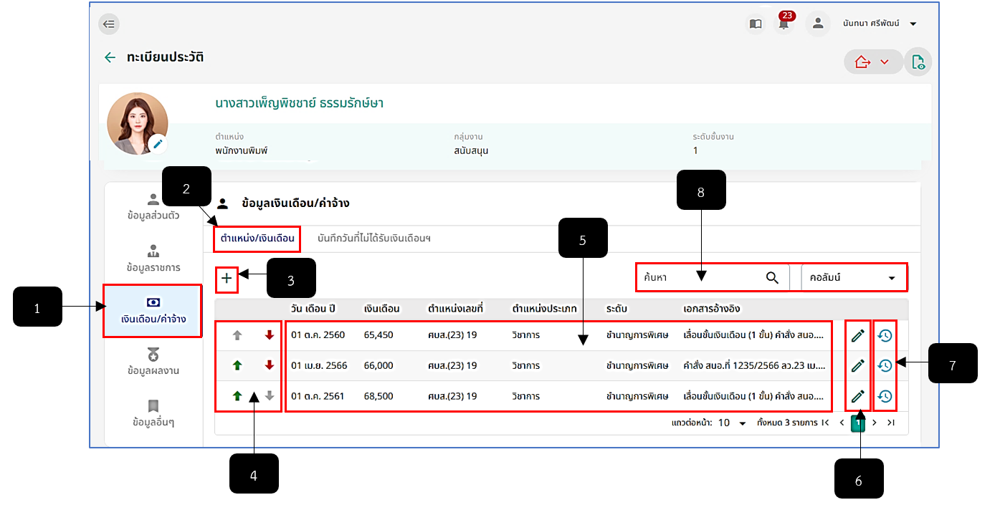 23
นันทนา ศรีพัฒน์
ทะเบียนประวัติ
นางสาวเพ็ญพิชชาย์ ธรรมรักษ์ษา
ตำแหน่ง กลุ่มงาน ระดับชั้นงาน
พนักงานพิมพ์ สนับสนุน 1
2
8
ข้อมูลส่วนตัว
ข้อมูลเงินเดือน/ค่าจ้าง
ตำแหน่ง/เงินเดือน บันทึกวันที่ไม่ได้รับเงินเดือนฯ
5
ข้อมูลราชการ
3
ค้นหา คอลัมน์
1
เงินเดือน/ค่าจ้าง
วัน เดือน ปี เงินเดือน ตำแหน่งเลขที่ ตำแหน่งประเภท ระดับ เอกสารอ้างอิง
01 ต.ค. 2560 65,450 ศบส.(23) 19 วิชาการ ชำนาญการพิเศษ เลื่อนขั้นเงินเดือน (1 ขั้น) คำสั่ง สนอ....
01 เม.ย. 2566 66,000 ศบส.(23) 19 วิชาการ ชำนาญการพิเศษ คำสั่ง สนอ.ที่ 1235/2566 ลว.23 เม....
7
ข้อมูลผลงาน
01 ต.ค. 2561 68,500 ศบส.(23) 19 วิชาการ ชำนาญการพิเศษ เลื่อนขั้นเงินเดือน (1 ขั้น) คำสั่ง สนอ....
ข้อมูลอื่นๆ
แถวต่อหน้า: 10 ทั้งหมด 3 รายการ 1
4
6